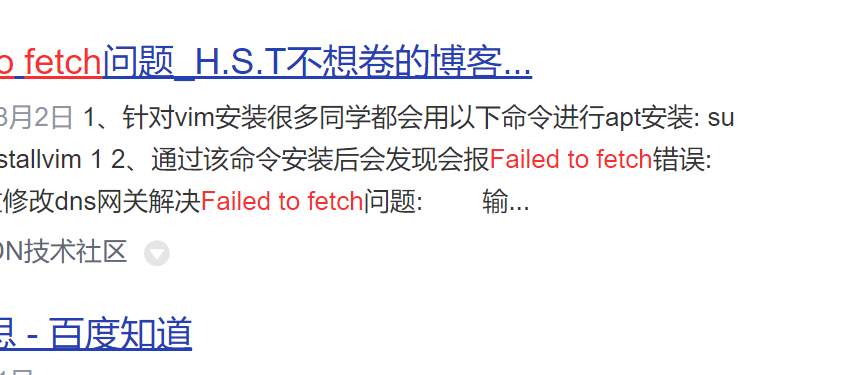 to fetch问题_H.S.T不想卷的博客...
8月2日 1、针对vim安装很多同学都会用以下命令进行apt安装: su
stallvim 1 2、通过该命令安装后会发现会报Failed to fetch错误:
修改dns网关解决Failed to fetch问题: 输...
DN技术社区
思 - 百度知道